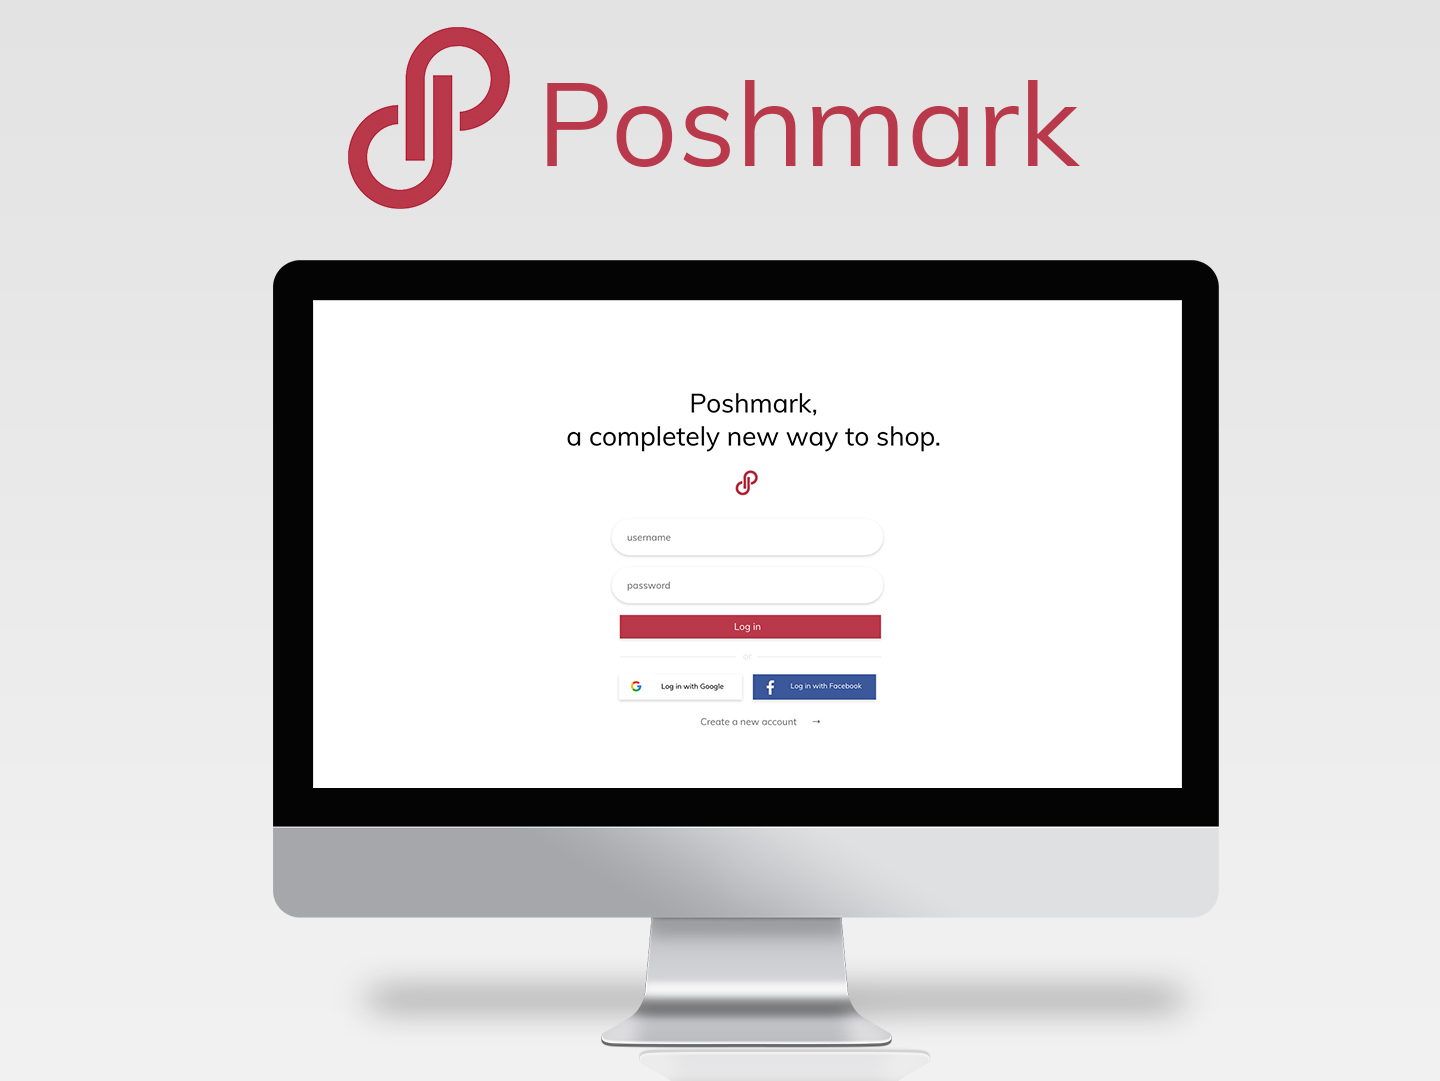 Poshmark
Poshmark,
a completely new way to shop.
username
password
Log in
or
Log in with Google
Log in with Facebook
Create a new account →